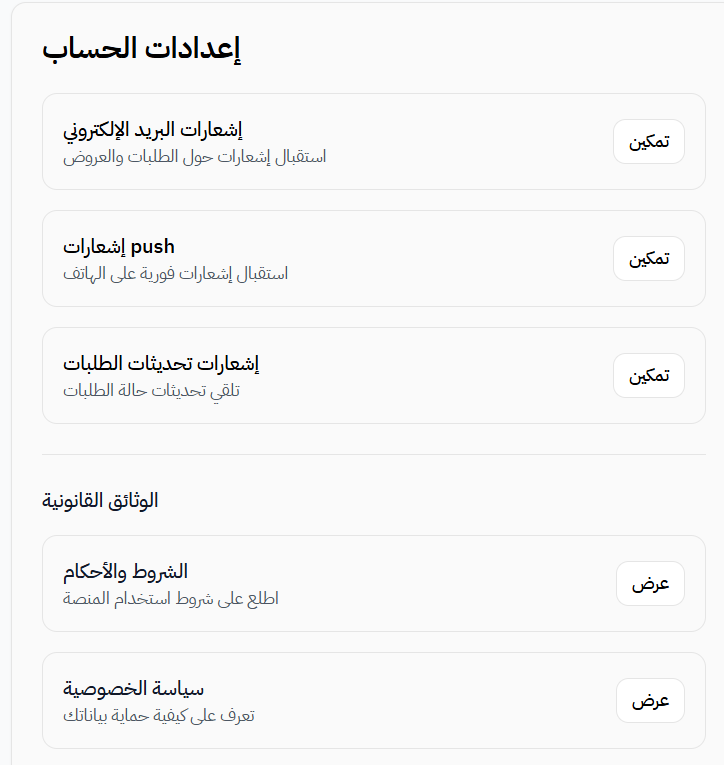 إعدادات الحساب
إشعارات البريد الإلكتروني
استقبال إشعارات حول الطلبات والعروض
تمكين
إشعارات push
استقبال إشعارات فورية على الهاتف
تمكين
إشعارات تحديثات الطلبات
تلقي تحديثات حالة الطلبات
تمكين
الوثائق القانونية
الشروط والأحكام
اطلع على شروط استخدام المنصة
عرض
سياسة الخصوصية
تعرف على كيفية حماية بياناتك
عرض